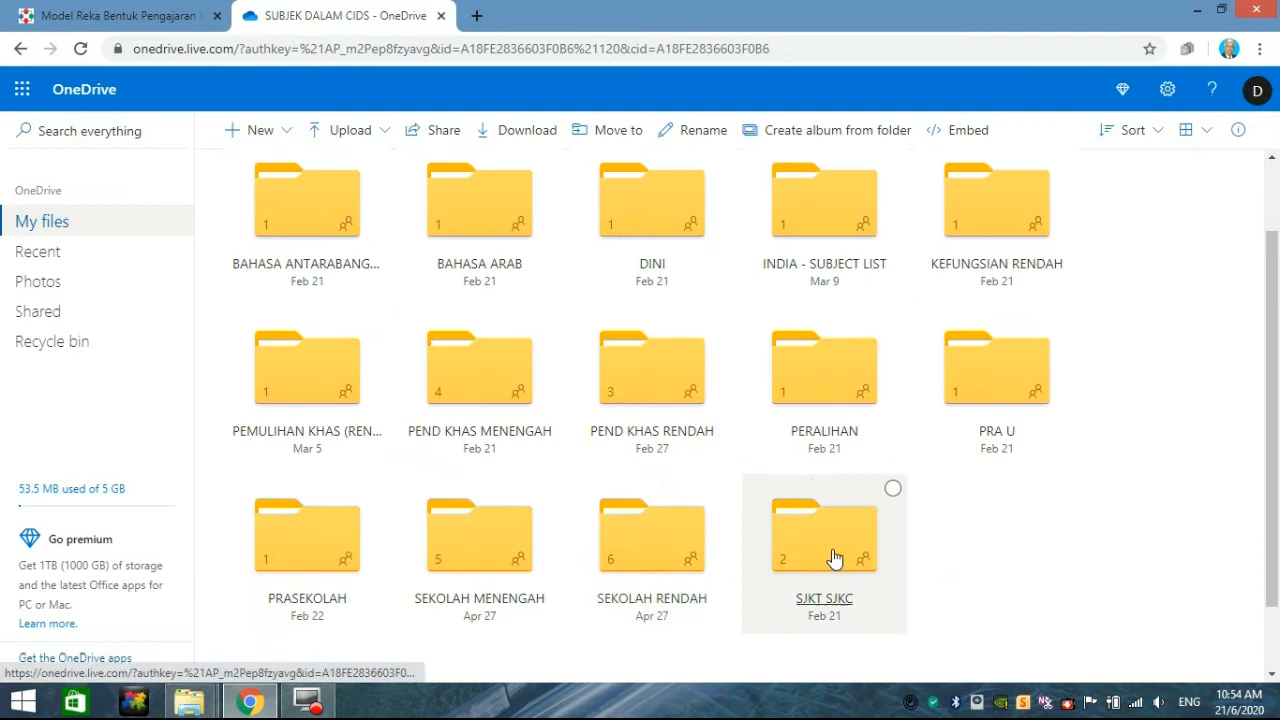 Model Reka Bentuk Pengajaran
SUBJEK DALAM CIDS - OneDrive
onedrive.live.com/?authkey=%21AP_m2Pep8fzyavg&id=A18FE2836603F0B6%21120&cid=A18FE2836603F0B6
OneDrive
D
Search everything
New
Upload
Share
Download
Move to
Rename
Create album from folder
Embed
Sort
OneDrive
My files
Recent
Photos
Shared
Recycle bin
53.5 MB used of 5 GB
Go premium
Get 1TB (1000 GB) of storage
and the latest Office apps for
PC or Mac.
Learn more.
Get the OneDrive apps
1 1 1 1 1
BAHASA ANTARABANG... BAHASA ARAB DINI INDIA - SUBJECT LIST KEFUNGSIAN RENDAH
Feb 21 Feb 21 Feb 21 Mar 9 Feb 21
1 4 3 1 1
PEMULIHAN KHAS (REN... PEND KHAS MENENGAH PEND KHAS RENDAH PERALIHAN PRA U
Mar 5 Feb 21 Feb 27 Feb 21 Feb 21
1 5 6 2
PRASEKOLAH SEKOLAH MENENGAH SEKOLAH RENDAH SJKT SJKC
Feb 22 Apr 27 Apr 27 Feb 21
https://onedrive.live.com/?authkey=%21AP_m2Pep8fzyavg&id=A18FE2836603F0...
ENG
10:54 AM
21/6/2020